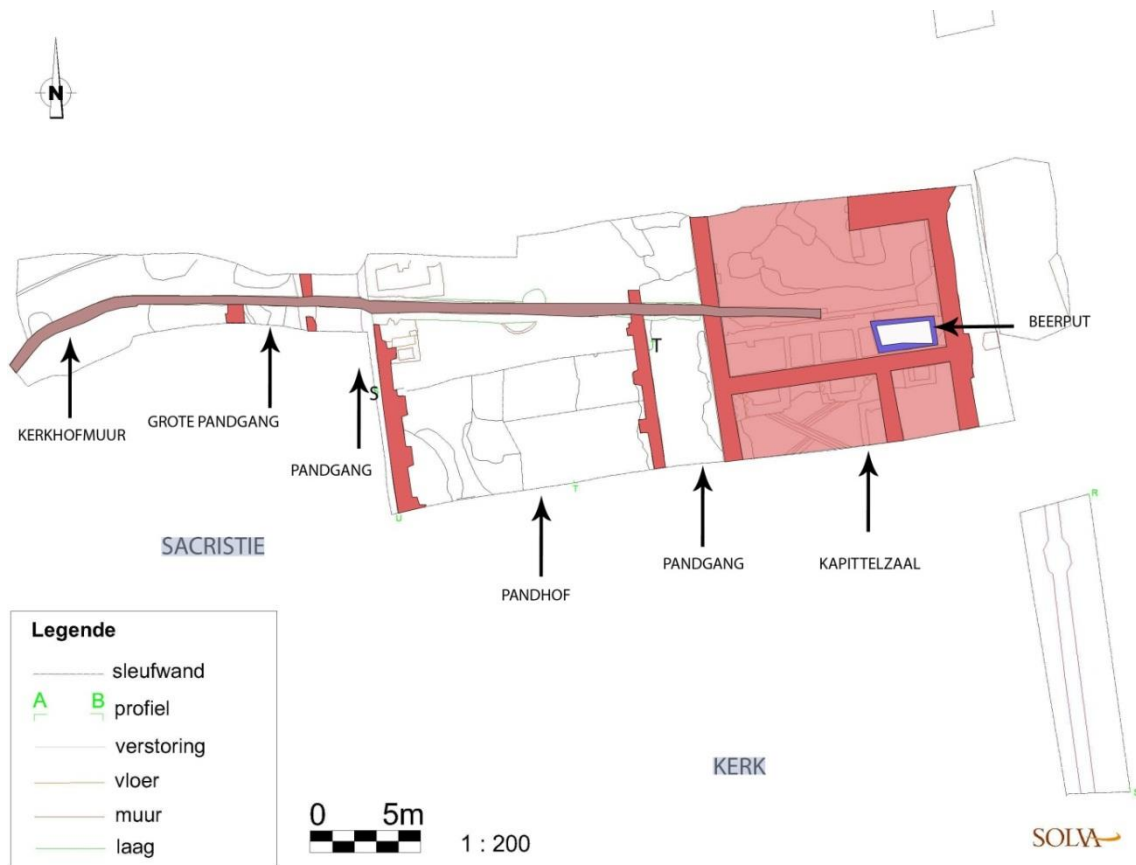 N
BEERPUT
S
T
KERKHOFMUUR
GROTE PANDGANG
PANDGANG
PANDHOF
PANDGANG
KAPITTELZAAL
T
U
R
S
SACRISTIE
KERK
Legende
sleufwand
A B profiel
verstoring
vloer
muur
laag
0 5m
1 : 200
SOLVA